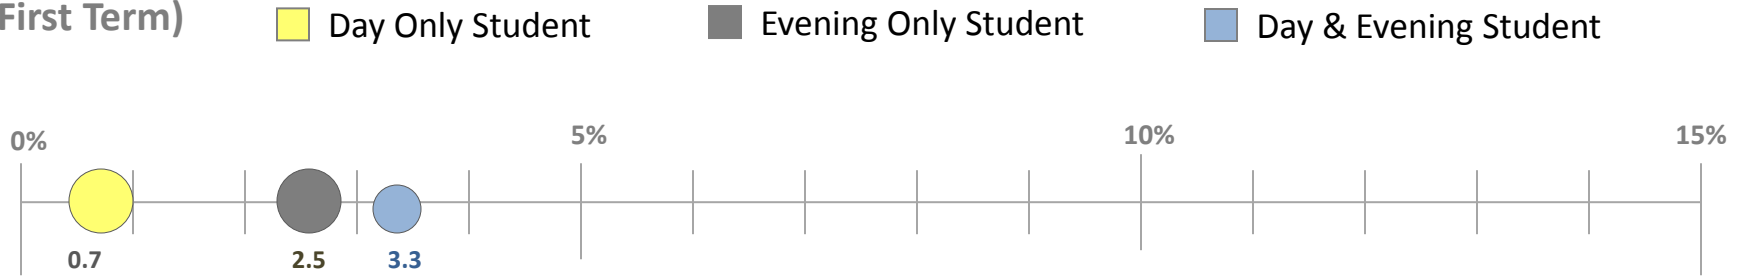 First Term)
Day Only Student
Evening Only Student
Day & Evening Student
0%
5%
10%
15%
0.7
2.5
3.3